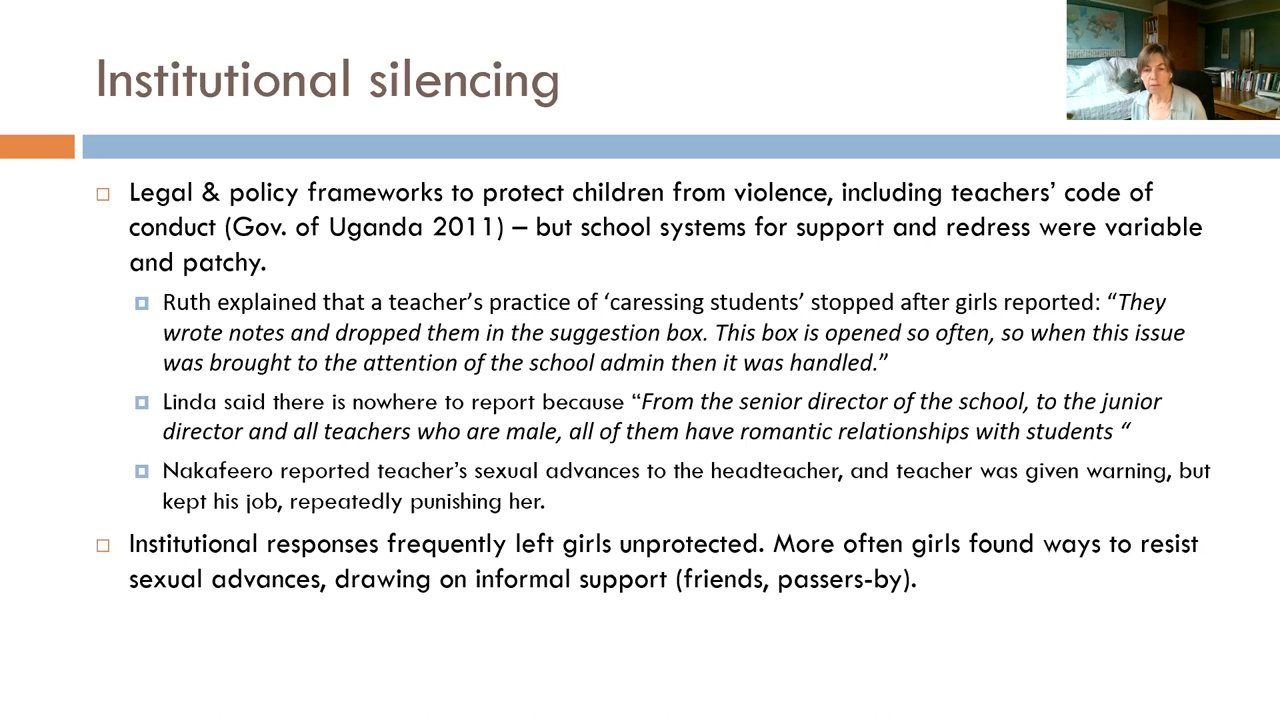 Institutional silencing
Legal & policy frameworks to protect children from violence, including teachers’ code of
conduct (Gov. of Uganda 2011) – but school systems for support and redress were variable
and patchy.
Ruth explained that a teacher’s practice of ‘caressing students’ stopped after girls reported: “They
wrote notes and dropped them in the suggestion box. This box is opened so often, so when this issue
was brought to the attention of the school admin then it was handled.”
Linda said there is nowhere to report because “From the senior director of the school, to the junior
director and all teachers who are male, all of them have romantic relationships with students “
Nakafeero reported teacher’s sexual advances to the headteacher, and teacher was given warning, but
kept his job, repeatedly punishing her.
Institutional responses frequently left girls unprotected. More often girls found ways to resist
sexual advances, drawing on informal support (friends, passers-by).